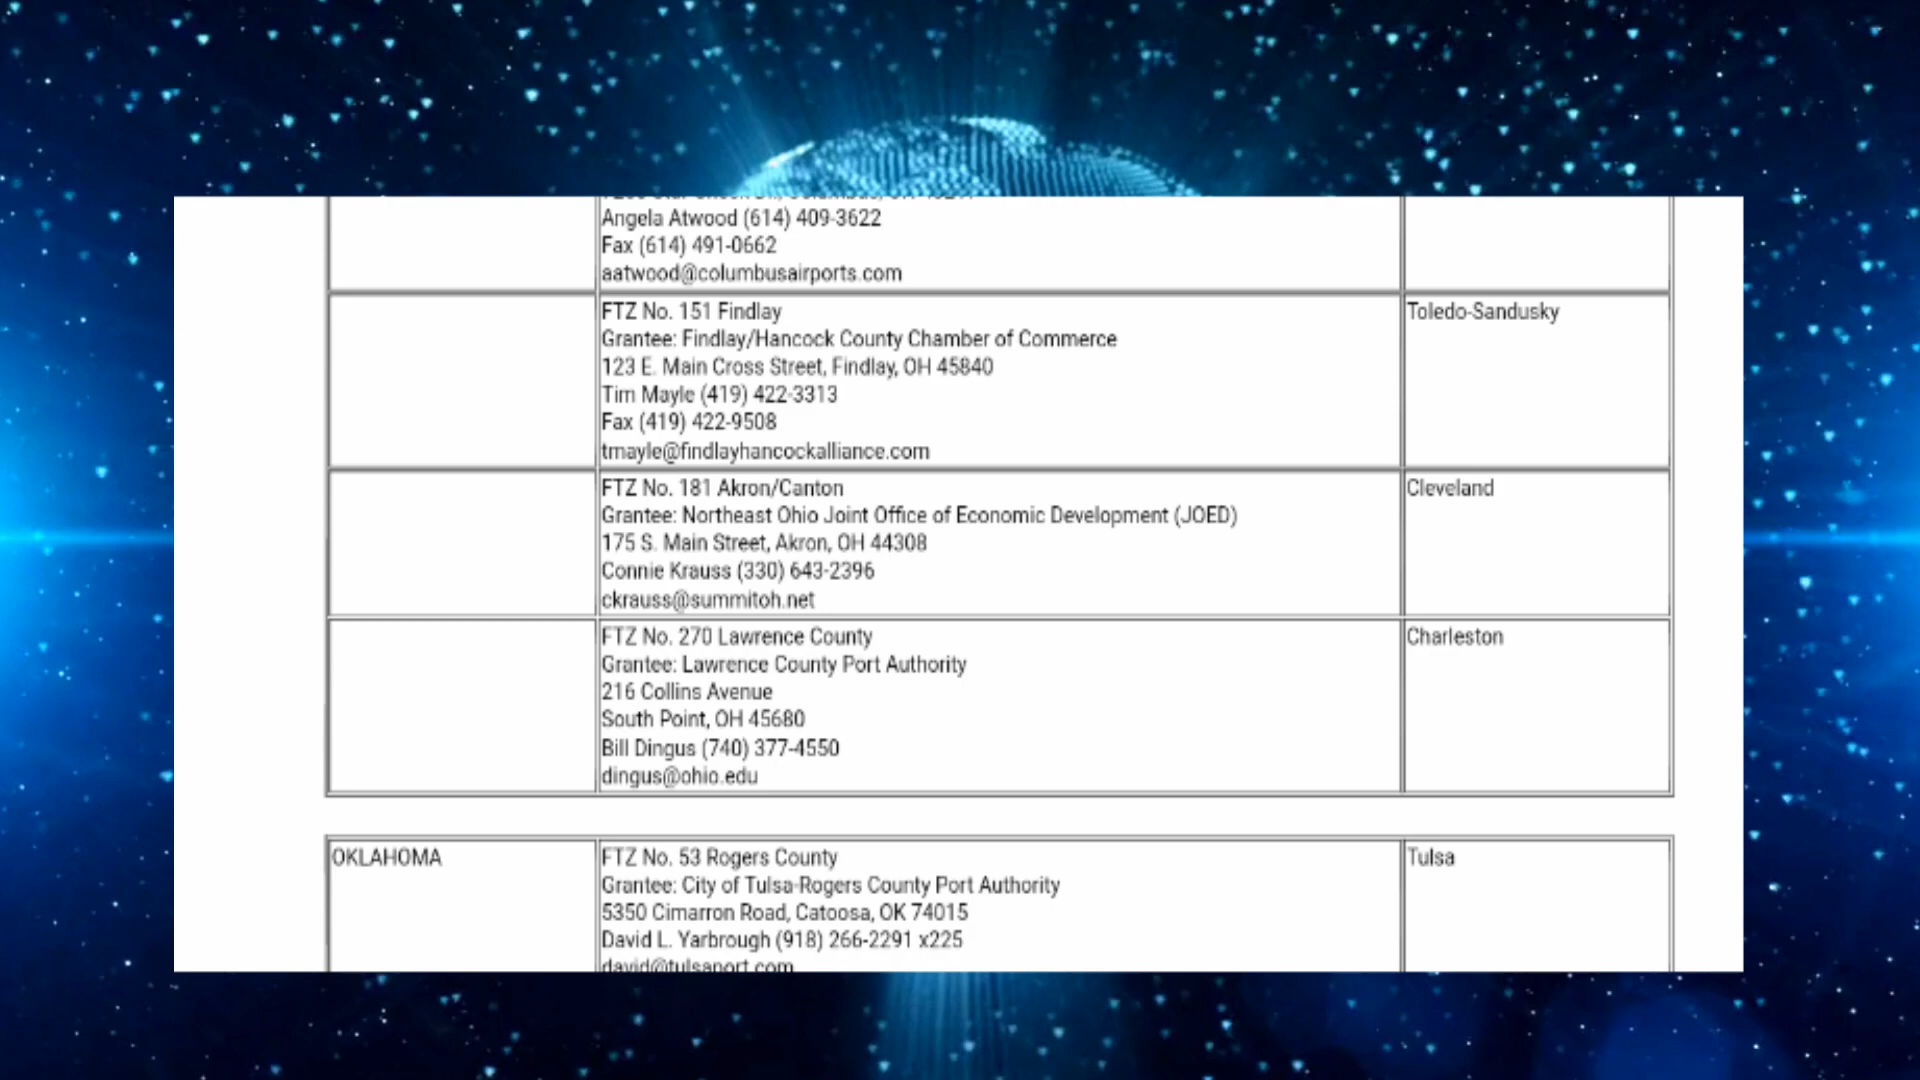 Angela Atwood (614) 409-3622
Fax (614) 491-0662
aatwood@columbusairports.com
FTZ No. 151 Findlay
Toledo-Sandusky
Grantee: Findlay/Hancock County Chamber of Commerce
123 E. Main Cross Street, Findlay, OH 45840
Tim Mayle (419) 422-3313
Fax (419) 422-9508
tmayle@findlayhancockalliance.com
FTZ No. 181 Akron/Canton
Cleveland
Grantee: Northeast Ohio Joint Office of Economic Development (JOED)
175 S. Main Street, Akron, OH 44308
Connie Krauss (330) 643-2396
ckrauss@summitoh.net
FTZ No. 270 Lawrence County
Charleston
Grantee: Lawrence County Port Authority
216 Collins Avenue
South Point, OH 45680
Bill Dingus (740) 377-4550
dingus@ohio.edu
OKLAHOMA
FTZ No. 53 Rogers County
Tulsa
Grantee: City of Tulsa-Rogers County Port Authority
5350 Cimarron Road, Catoosa, OK 74015
David L. Yarbrough (918) 266-2291 x225
david@tulsaport.com